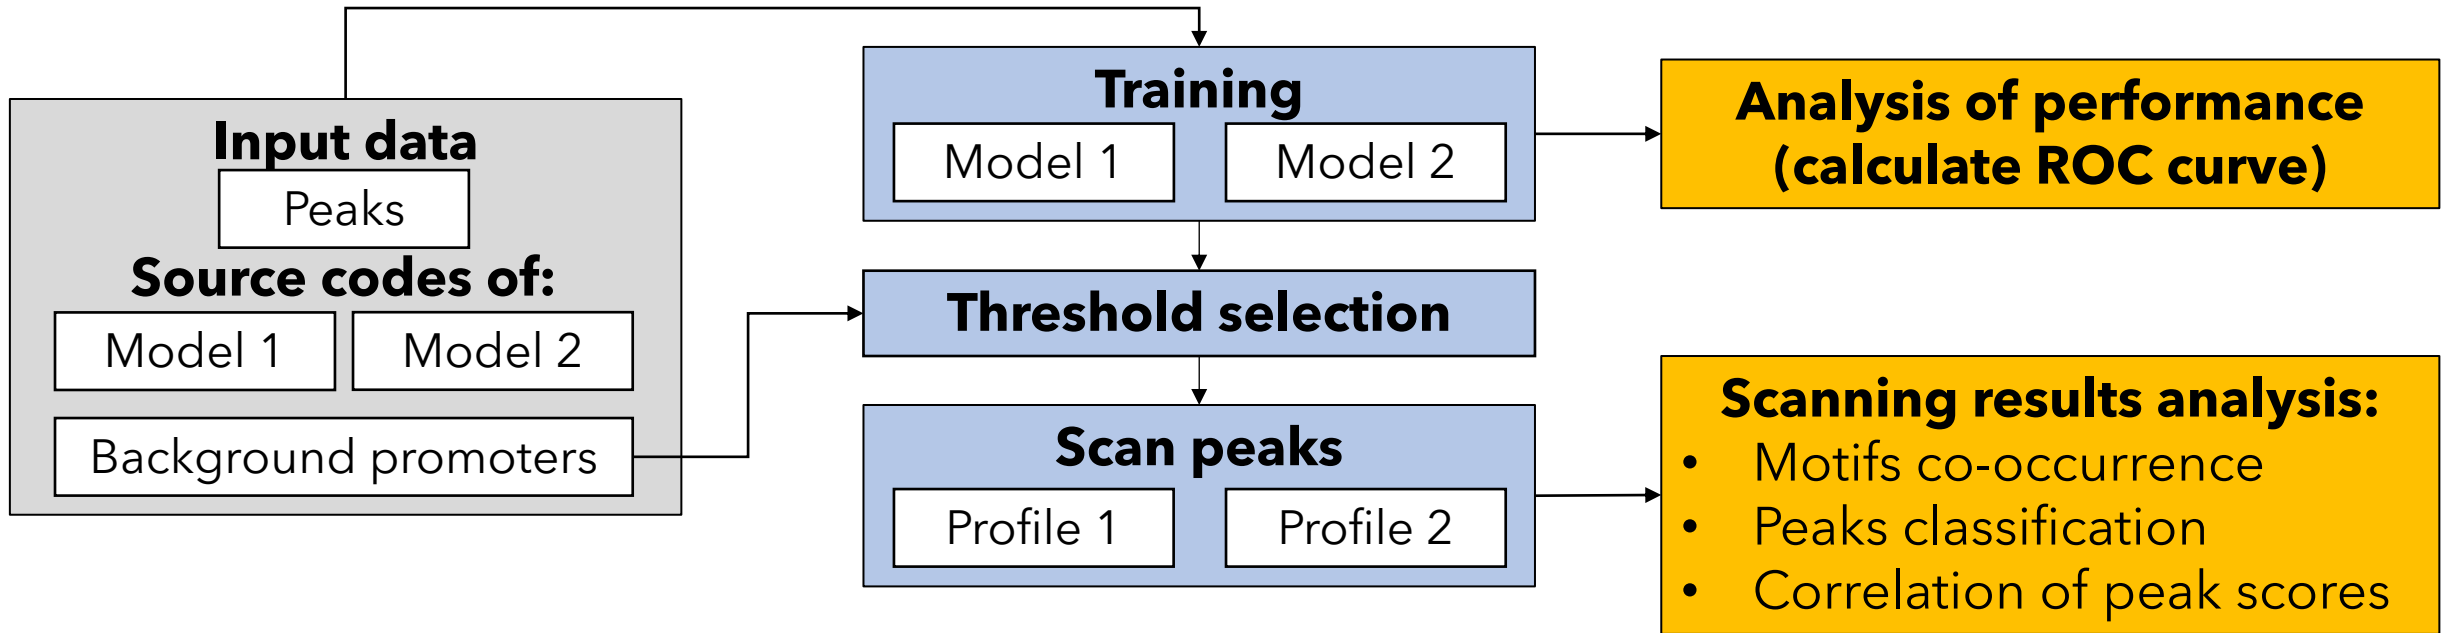 Input data
Peaks
Source codes of:
Model 1
Model 2
Background promoters
Training
Model 1
Model 2
Threshold selection
Scan peaks
Profile 1
Profile 2
Analysis of performance
(calculate ROC curve)
Scanning results analysis:
• Motifs co-occurrence
• Peaks classification
• Correlation of peak scores